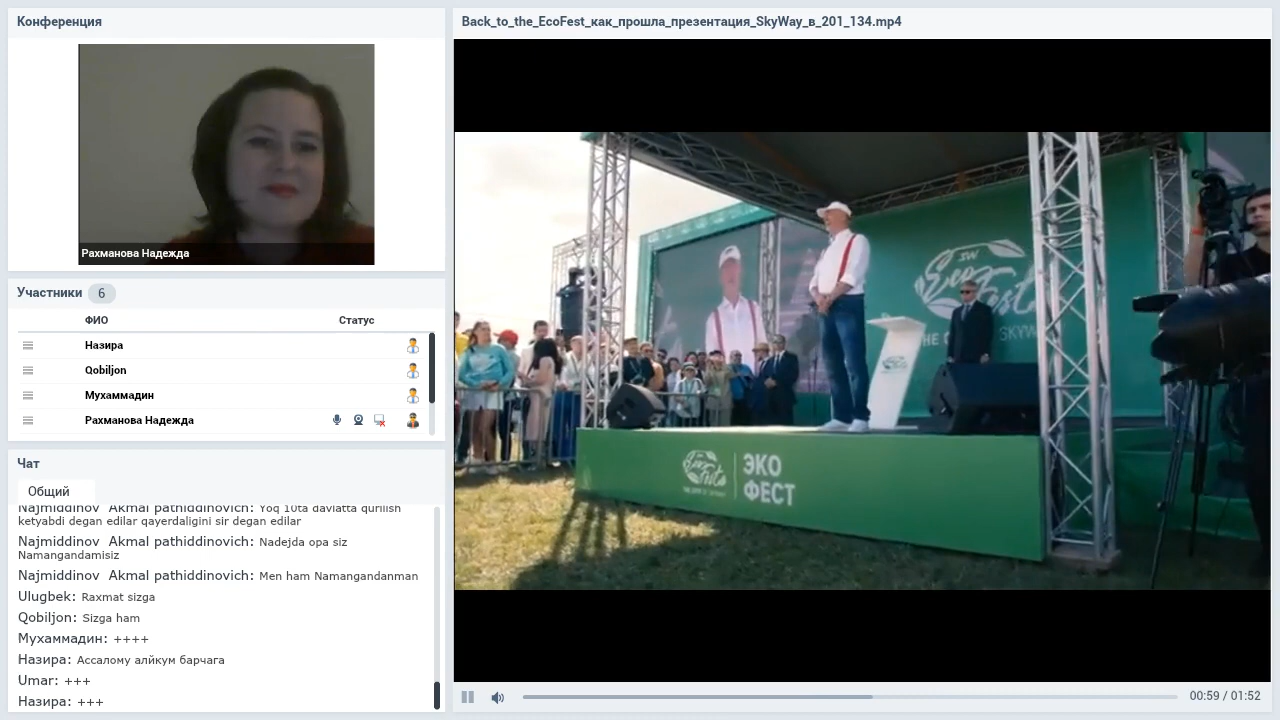 Конференция
Рахманова Надежда
Участники 6
ФИО Статус
Назира
Qobiljon
Мухаммадин
Рахманова Надежда
Чат
Общий
Najmiddinov Akmal pathiddinovich: Yoq 10ta davlatta qurilish
ketyabdi degan edilar qayerdaligini sir degan edilar
Najmiddinov Akmal pathiddinovich: Nadejda opa siz
Namangandamisiz
Najmiddinov Akmal pathiddinovich: Men ham Namangandanman
Ulugbek: Raxmat sizga
Qobiljon: Sizga ham
Мухаммадин: ++++
Назира: Ассалому алйкум барчага
Umar: +++
Назира: +++
Back_to_the_EcoFest_как_прошла_презентация_SkyWay_в_201_134.mp4
SW
EcoFest
ЭКО
ФЕСТ
00:59 / 01:52